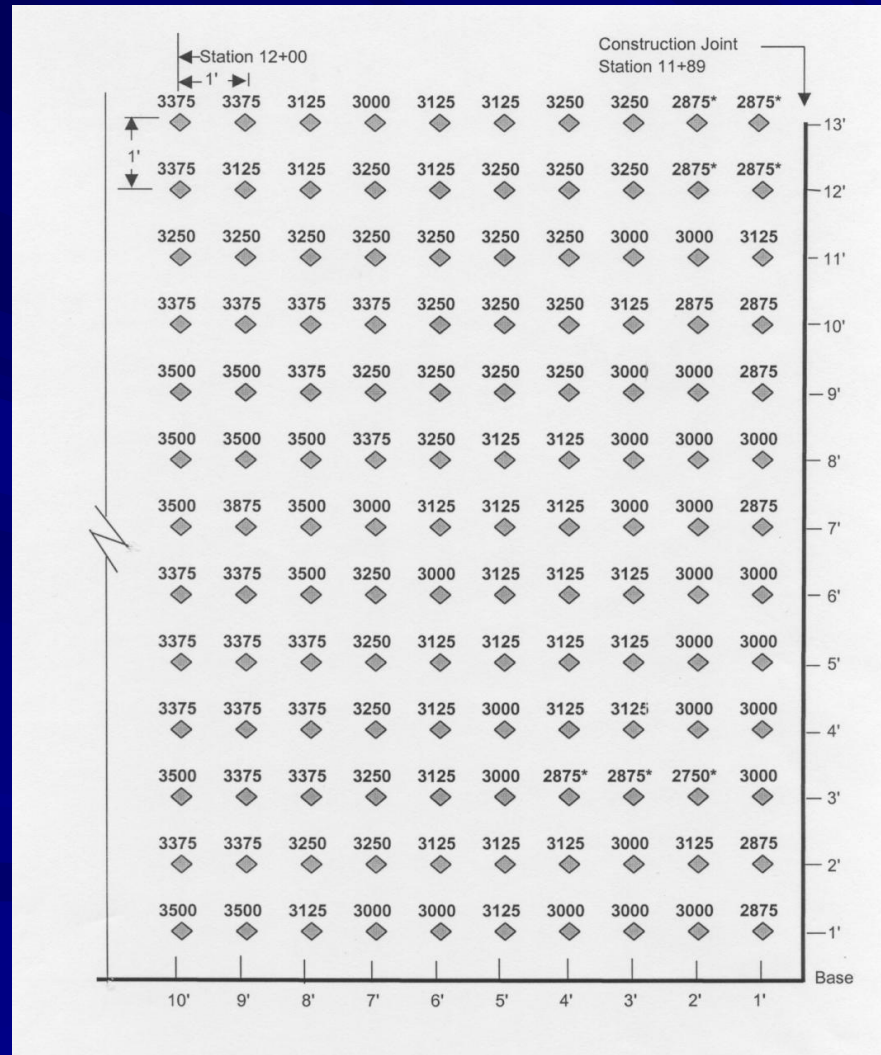 Station 12+00
Construction Joint
Station 11+89
1'
3375 3375 3125 3000 3125 3125 3250 3250 2875* 2875*
13'
1'
3375 3125 3125 3250 3125 3250 3250 3250 2875* 2875*
12'
3250 3250 3250 3250 3250 3250 3250 3000 3000 3125
11'
3375 3375 3375 3375 3250 3250 3250 3125 2875 2875
10'
3500 3500 3375 3250 3250 3250 3250 3000 3000 2875
9'
3500 3500 3500 3375 3250 3125 3125 3000 3000 3000
8'
3500 3875 3500 3000 3125 3125 3125 3000 3000 2875
7'
3375 3375 3500 3250 3000 3125 3125 3125 3000 3000
6'
3375 3375 3375 3250 3125 3125 3125 3125 3000 3000
5'
3375 3375 3375 3250 3125 3000 3125 3125 3000 3000
4'
3500 3375 3375 3250 3125 3000 2875* 2875* 2750* 3000
3'
3375 3375 3250 3250 3125 3125 3125 3000 3125 2875
2'
3500 3500 3125 3000 3000 3125 3000 3000 3000 2875
1'
Base
10' 9' 8' 7' 6' 5' 4' 3' 2' 1'